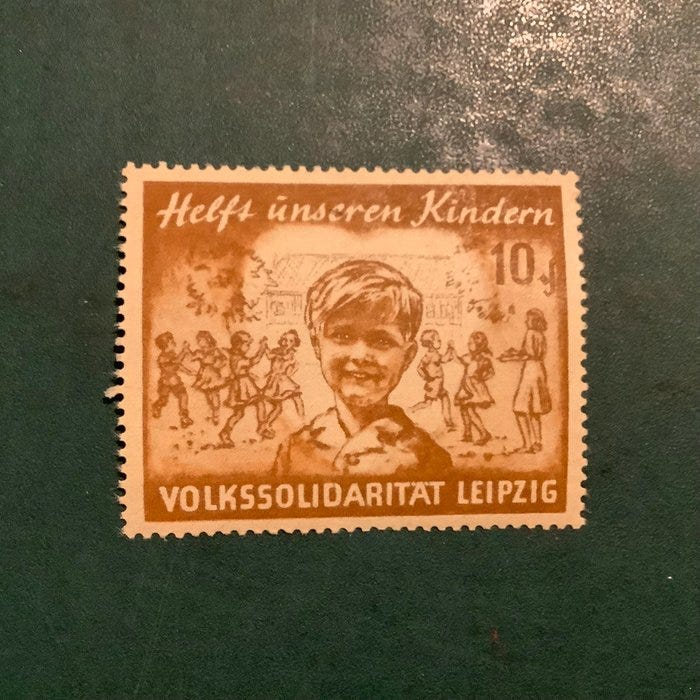 Helft unseren Kindern
10 ₰
VOLKSSOLIDARITÄT LEIPZIG